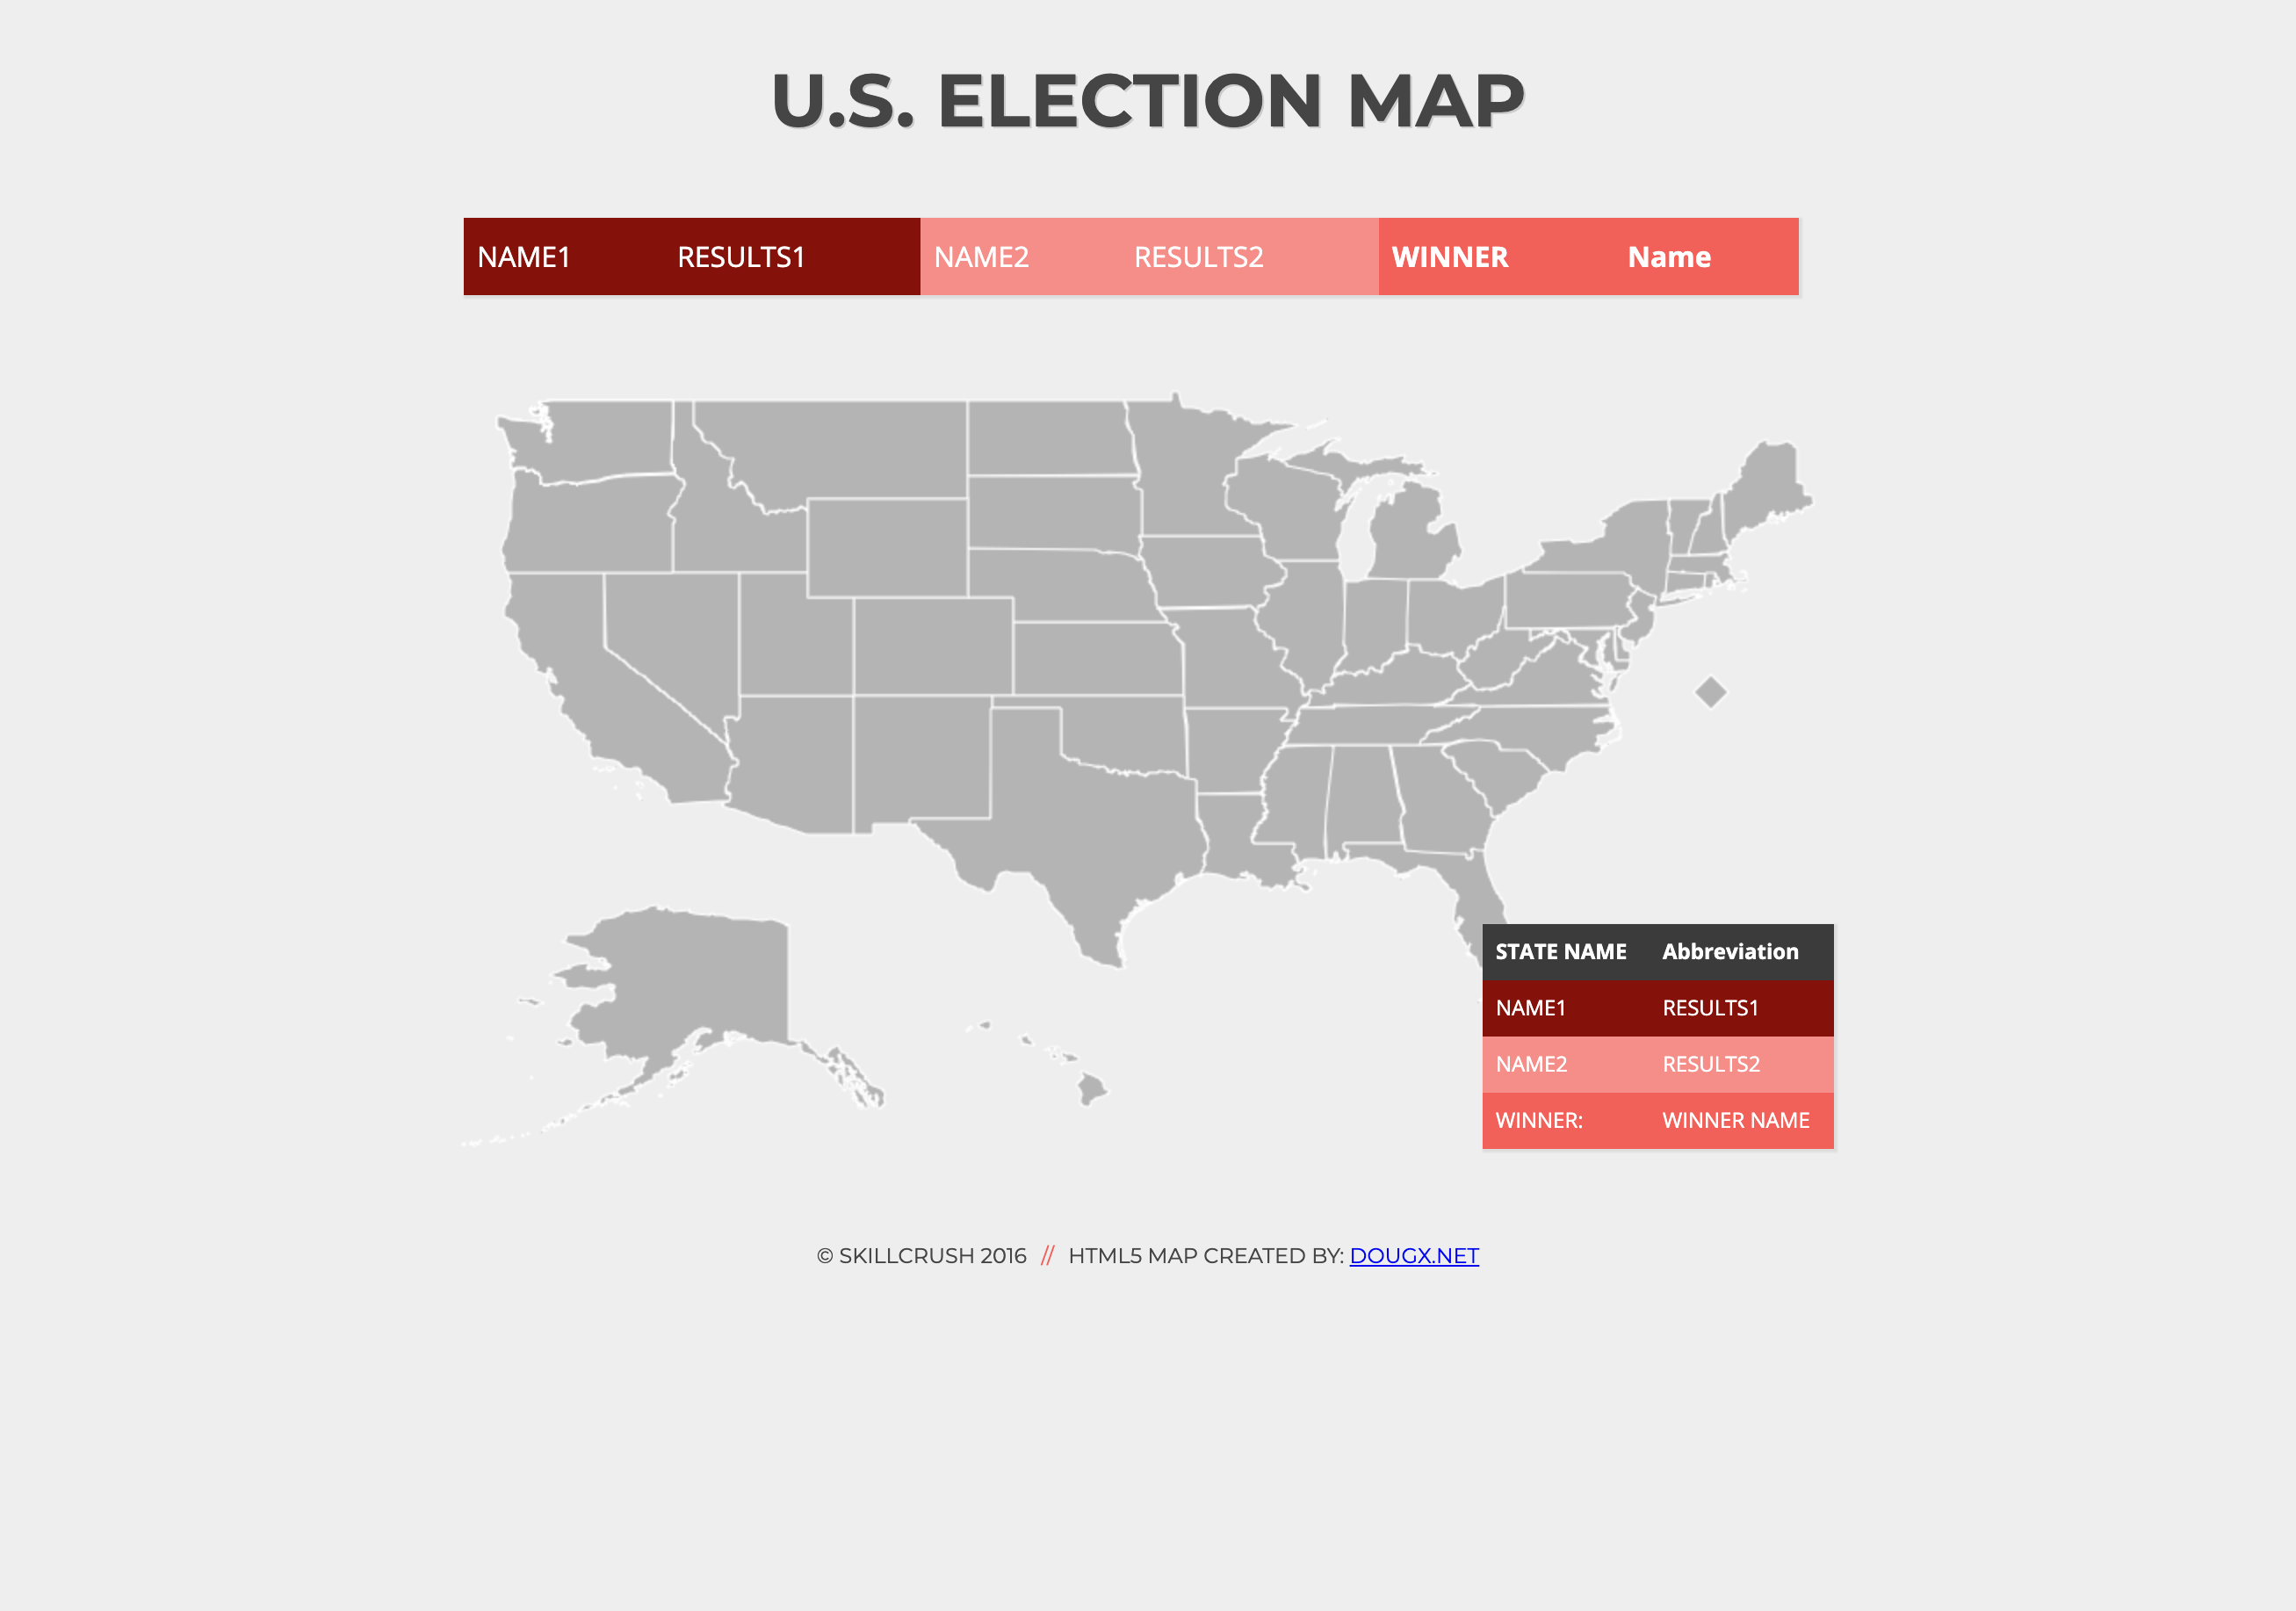 U.S. ELECTION MAP
NAME1 RESULTS1 NAME2 RESULTS2 WINNER Name
STATE NAME Abbreviation
NAME1 RESULTS1
NAME2 RESULTS2
WINNER: WINNER NAME
© SKILLCRUSH 2016 // HTML5 MAP CREATED BY: DOUGX.NET